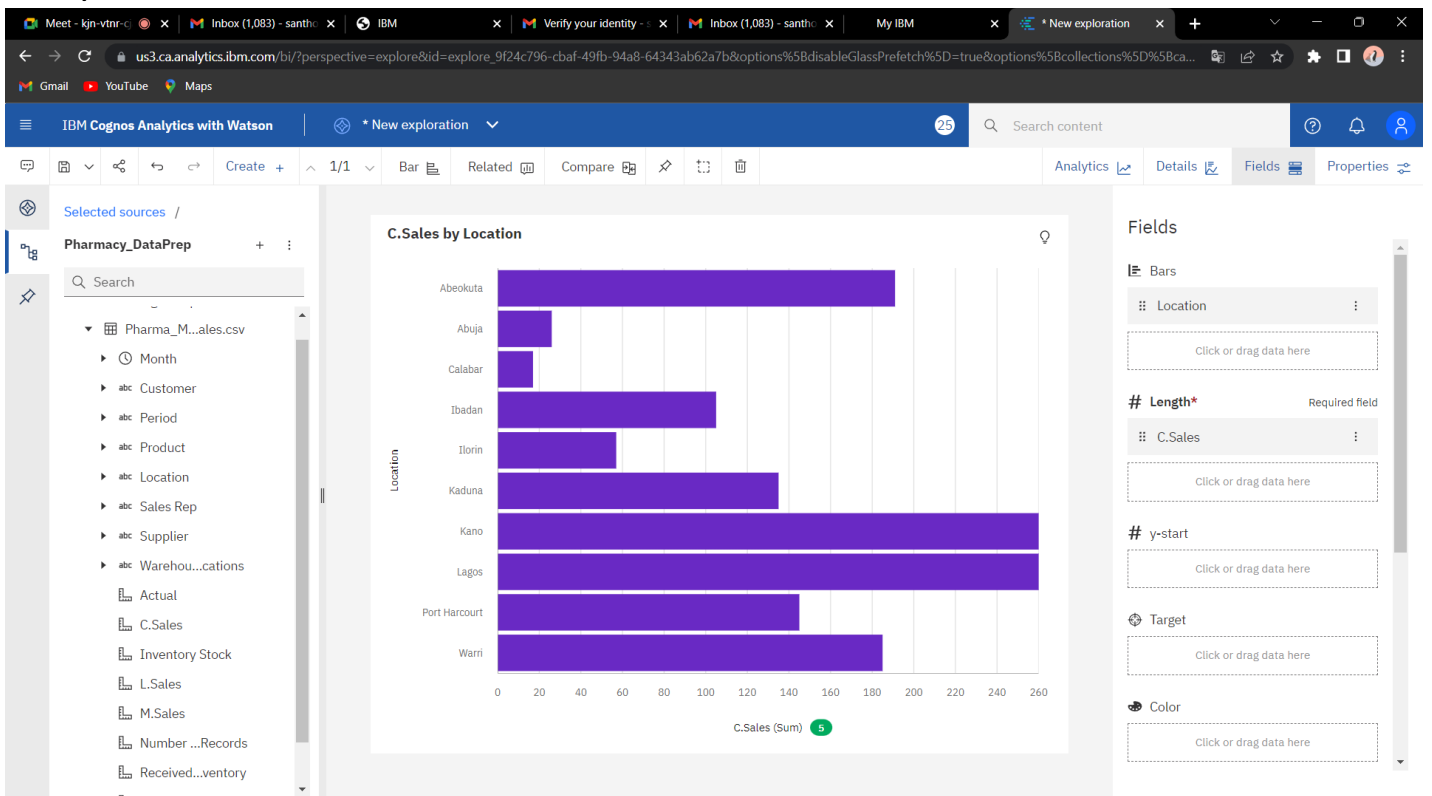 Meet - kjn-vtnr-cj
Inbox (1,083) - santho
IBM
Verify your identity - s
Inbox (1,083) - santho
My IBM
* New exploration
us3.ca.analytics.ibm.com/bi/?perspective=explore&id=explore_9f24c796-cbaf-49fb-94a8-64343ab62a7b&options%5BdisableGlassPrefetch%5D=true&options%5Bcollections%5D%5Bca...
Gmail YouTube Maps
IBM Cognos Analytics with Watson
* New exploration
25
Search content
Create +
1/1
Bar
Related
Compare
Analytics
Details
Fields
Properties
Selected sources /
Pharmacy_DataPrep
Search
Pharma_M...ales.csv
Month
abc Customer
abc Period
abc Product
abc Location
abc Sales Rep
abc Supplier
abc Warehou...cations
Actual
C.Sales
Inventory Stock
L.Sales
M.Sales
Number ...Records
Received...ventory
C.Sales by Location
Location
Abeokuta
Abuja
Calabar
Ibadan
Ilorin
Kaduna
Kano
Lagos
Port Harcourt
Warri
0 20 40 60 80 100 120 140 160 180 200 220 240 260
C.Sales (Sum) 5
Fields
Bars
Location
Click or drag data here
# Length* Required field
C.Sales
Click or drag data here
# y-start
Click or drag data here
Target
Click or drag data here
Color
Click or drag data here